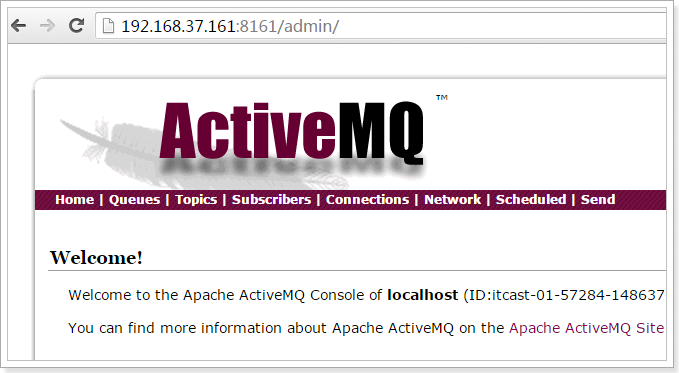 192.168.37.161:8161/admin/
ActiveMQ ™
Home | Queues | Topics | Subscribers | Connections | Network | Scheduled | Send
Welcome!
Welcome to the Apache ActiveMQ Console of localhost (ID:itcast-01-57284-148637
You can find more information about Apache ActiveMQ on the Apache ActiveMQ Site